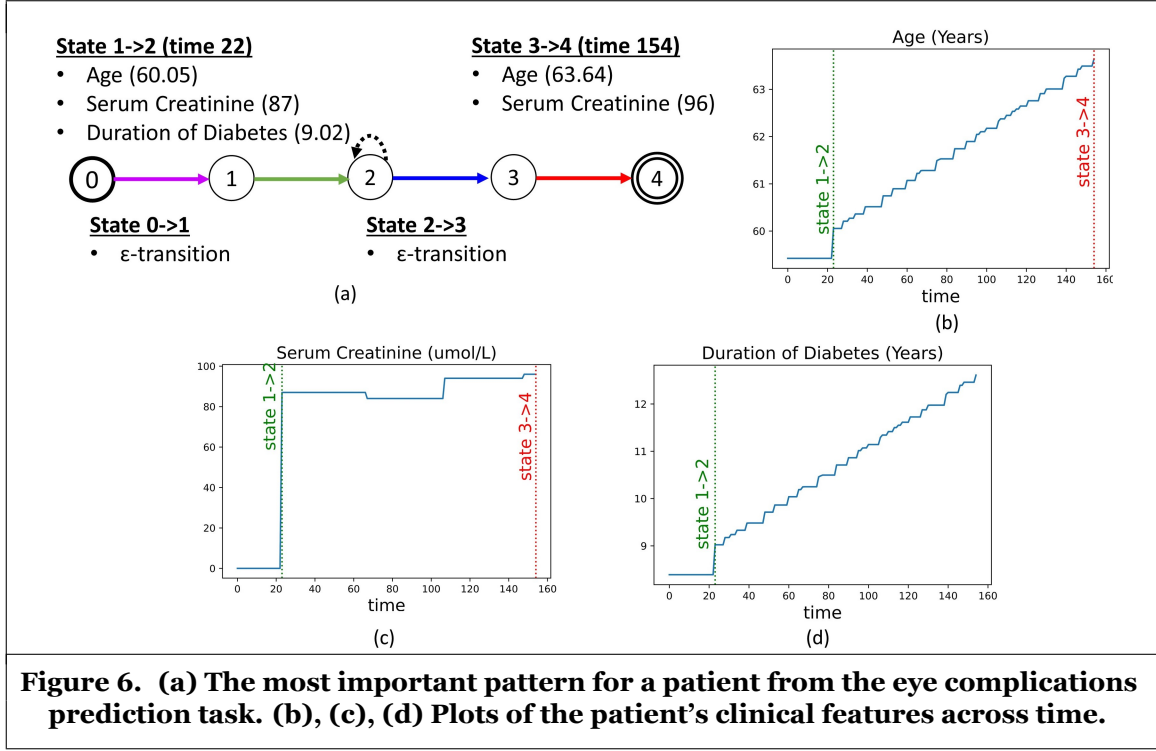 State 1->2 (time 22)
• Age (60.05)
• Serum Creatinine (87)
• Duration of Diabetes (9.02)
State 3->4 (time 154)
• Age (63.64)
• Serum Creatinine (96)
0
1
2
3
4
State 0->1
• ε-transition
State 2->3
• ε-transition
(a)
Age (Years)
63
62
61
60
state 1->2
state 3->4
0 20 40 60 80 100 120 140 160
time
(b)
Serum Creatinine (umol/L)
100
80
60
40
20
0
state 1->2
state 3->4
0 20 40 60 80 100 120 140 160
time
(c)
Duration of Diabetes (Years)
12
11
10
9
state 1->2
0 20 40 60 80 100 120 140 160
time
(d)
Figure 6. (a) The most important pattern for a patient from the eye complications
prediction task. (b), (c), (d) Plots of the patient’s clinical features across time.